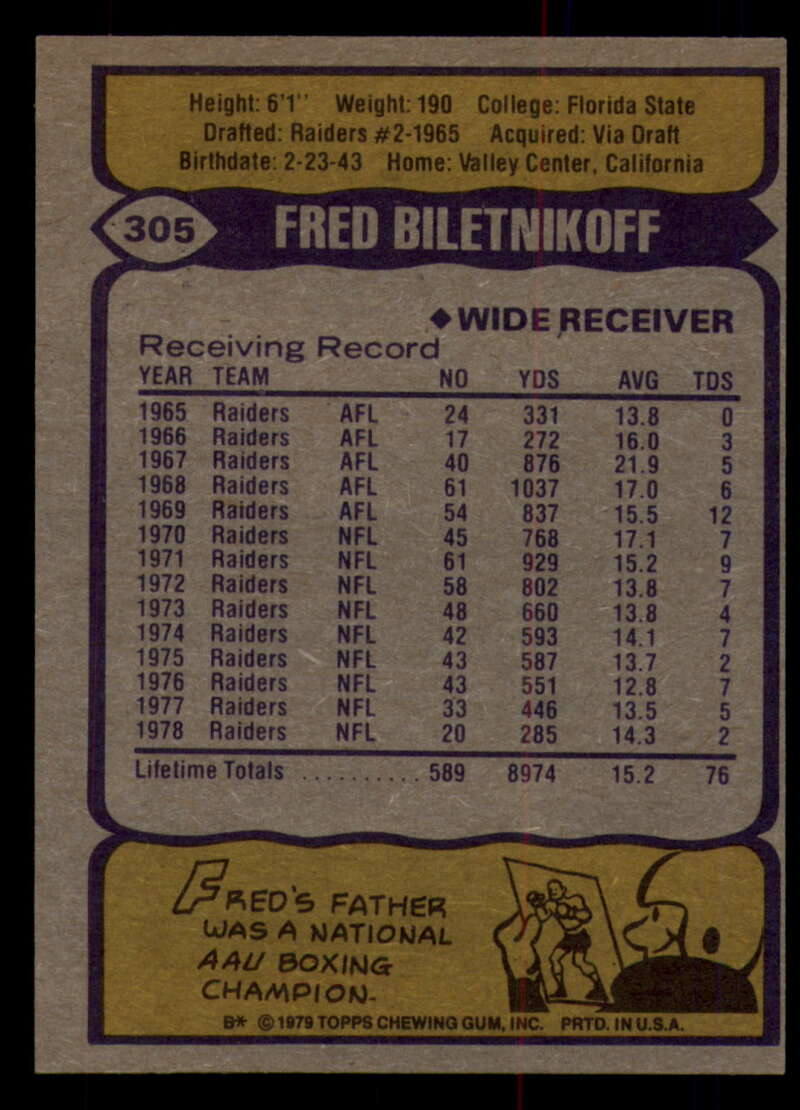 Height: 6'1" Weight: 190 College: Florida State
Drafted: Raiders #2-1965 Acquired: Via Draft
Birthdate: 2-23-43 Home: Valley Center, California
305 FRED BILETNIKOFF
◆WIDE RECEIVER
Receiving Record
YEAR TEAM NO YDS AVG TDS
1965 Raiders AFL 24 331 13.8 0
1966 Raiders AFL 17 272 16.0 3
1967 Raiders AFL 40 876 21.9 5
1968 Raiders AFL 61 1037 17.0 6
1969 Raiders AFL 54 837 15.5 12
1970 Raiders NFL 45 768 17.1 7
1971 Raiders NFL 61 929 15.2 9
1972 Raiders NFL 58 802 13.8 7
1973 Raiders NFL 48 660 13.8 4
1974 Raiders NFL 42 593 14.1 7
1975 Raiders NFL 43 587 13.7 2
1976 Raiders NFL 43 551 12.8 7
1977 Raiders NFL 33 446 13.5 5
1978 Raiders NFL 20 285 14.3 2
Lifetime Totals .......... 589 8974 15.2 76
FRED'S FATHER
WAS A NATIONAL
AAU BOXING
CHAMPION.
B* © 1979 TOPPS CHEWING GUM, INC. PRTD. IN U.S.A.